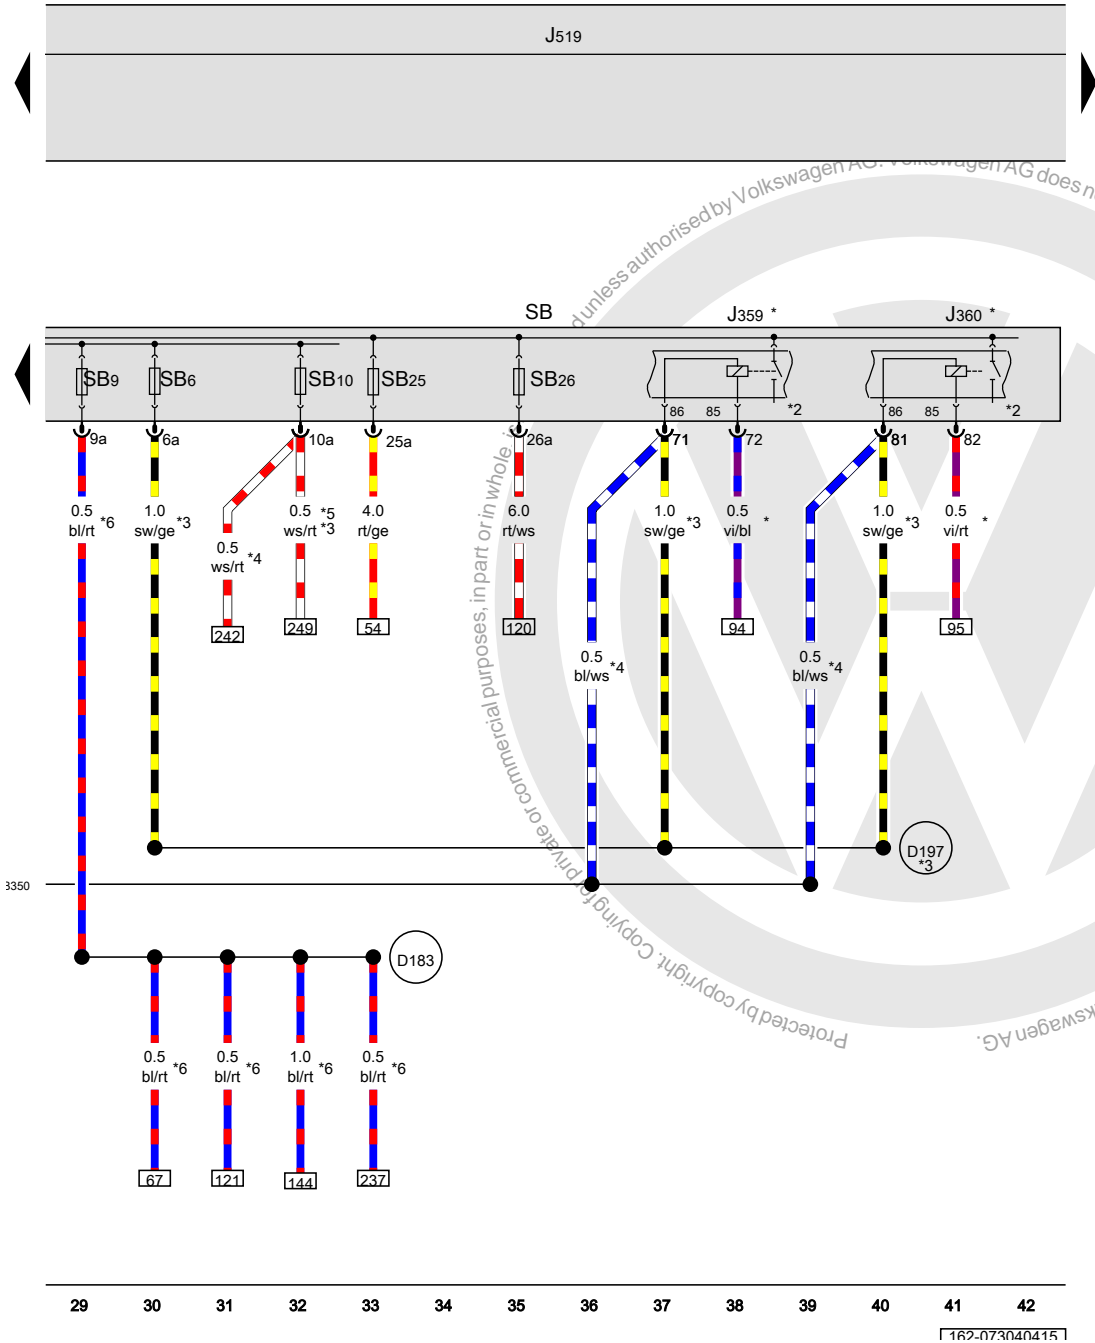 J519
unless authorised by Volkswagen AG. Volkswagen AG does
SB
J359 *
J360 *
SB9
SB6
SB10
SB25
SB26
86
85
*2
86
85
*2
9a
6a
10a
25a
26a
71
72
81
82
0.5
bl/rt *6
1.0
sw/ge *3
0.5
ws/rt *4
0.5 *5
ws/rt *3
4.0
rt/ge
6.0
rt/ws
1.0
sw/ge *3
0.5
vi/bl *
1.0
sw/ge *3
0.5
vi/rt *
242
249
54
120
94
95
0.5
bl/ws *4
0.5
bl/ws *4
commercial purposes, in part or in whole
D197
*3
3350
for private or
D183
Protected by copyright. Copying
AG.
0.5
bl/rt *6
0.5
bl/rt *6
1.0
bl/rt *6
0.5
bl/rt *6
67
121
144
237
29 30 31 32 33 34 35 36 37 38 39 40 41 42
162-073040415